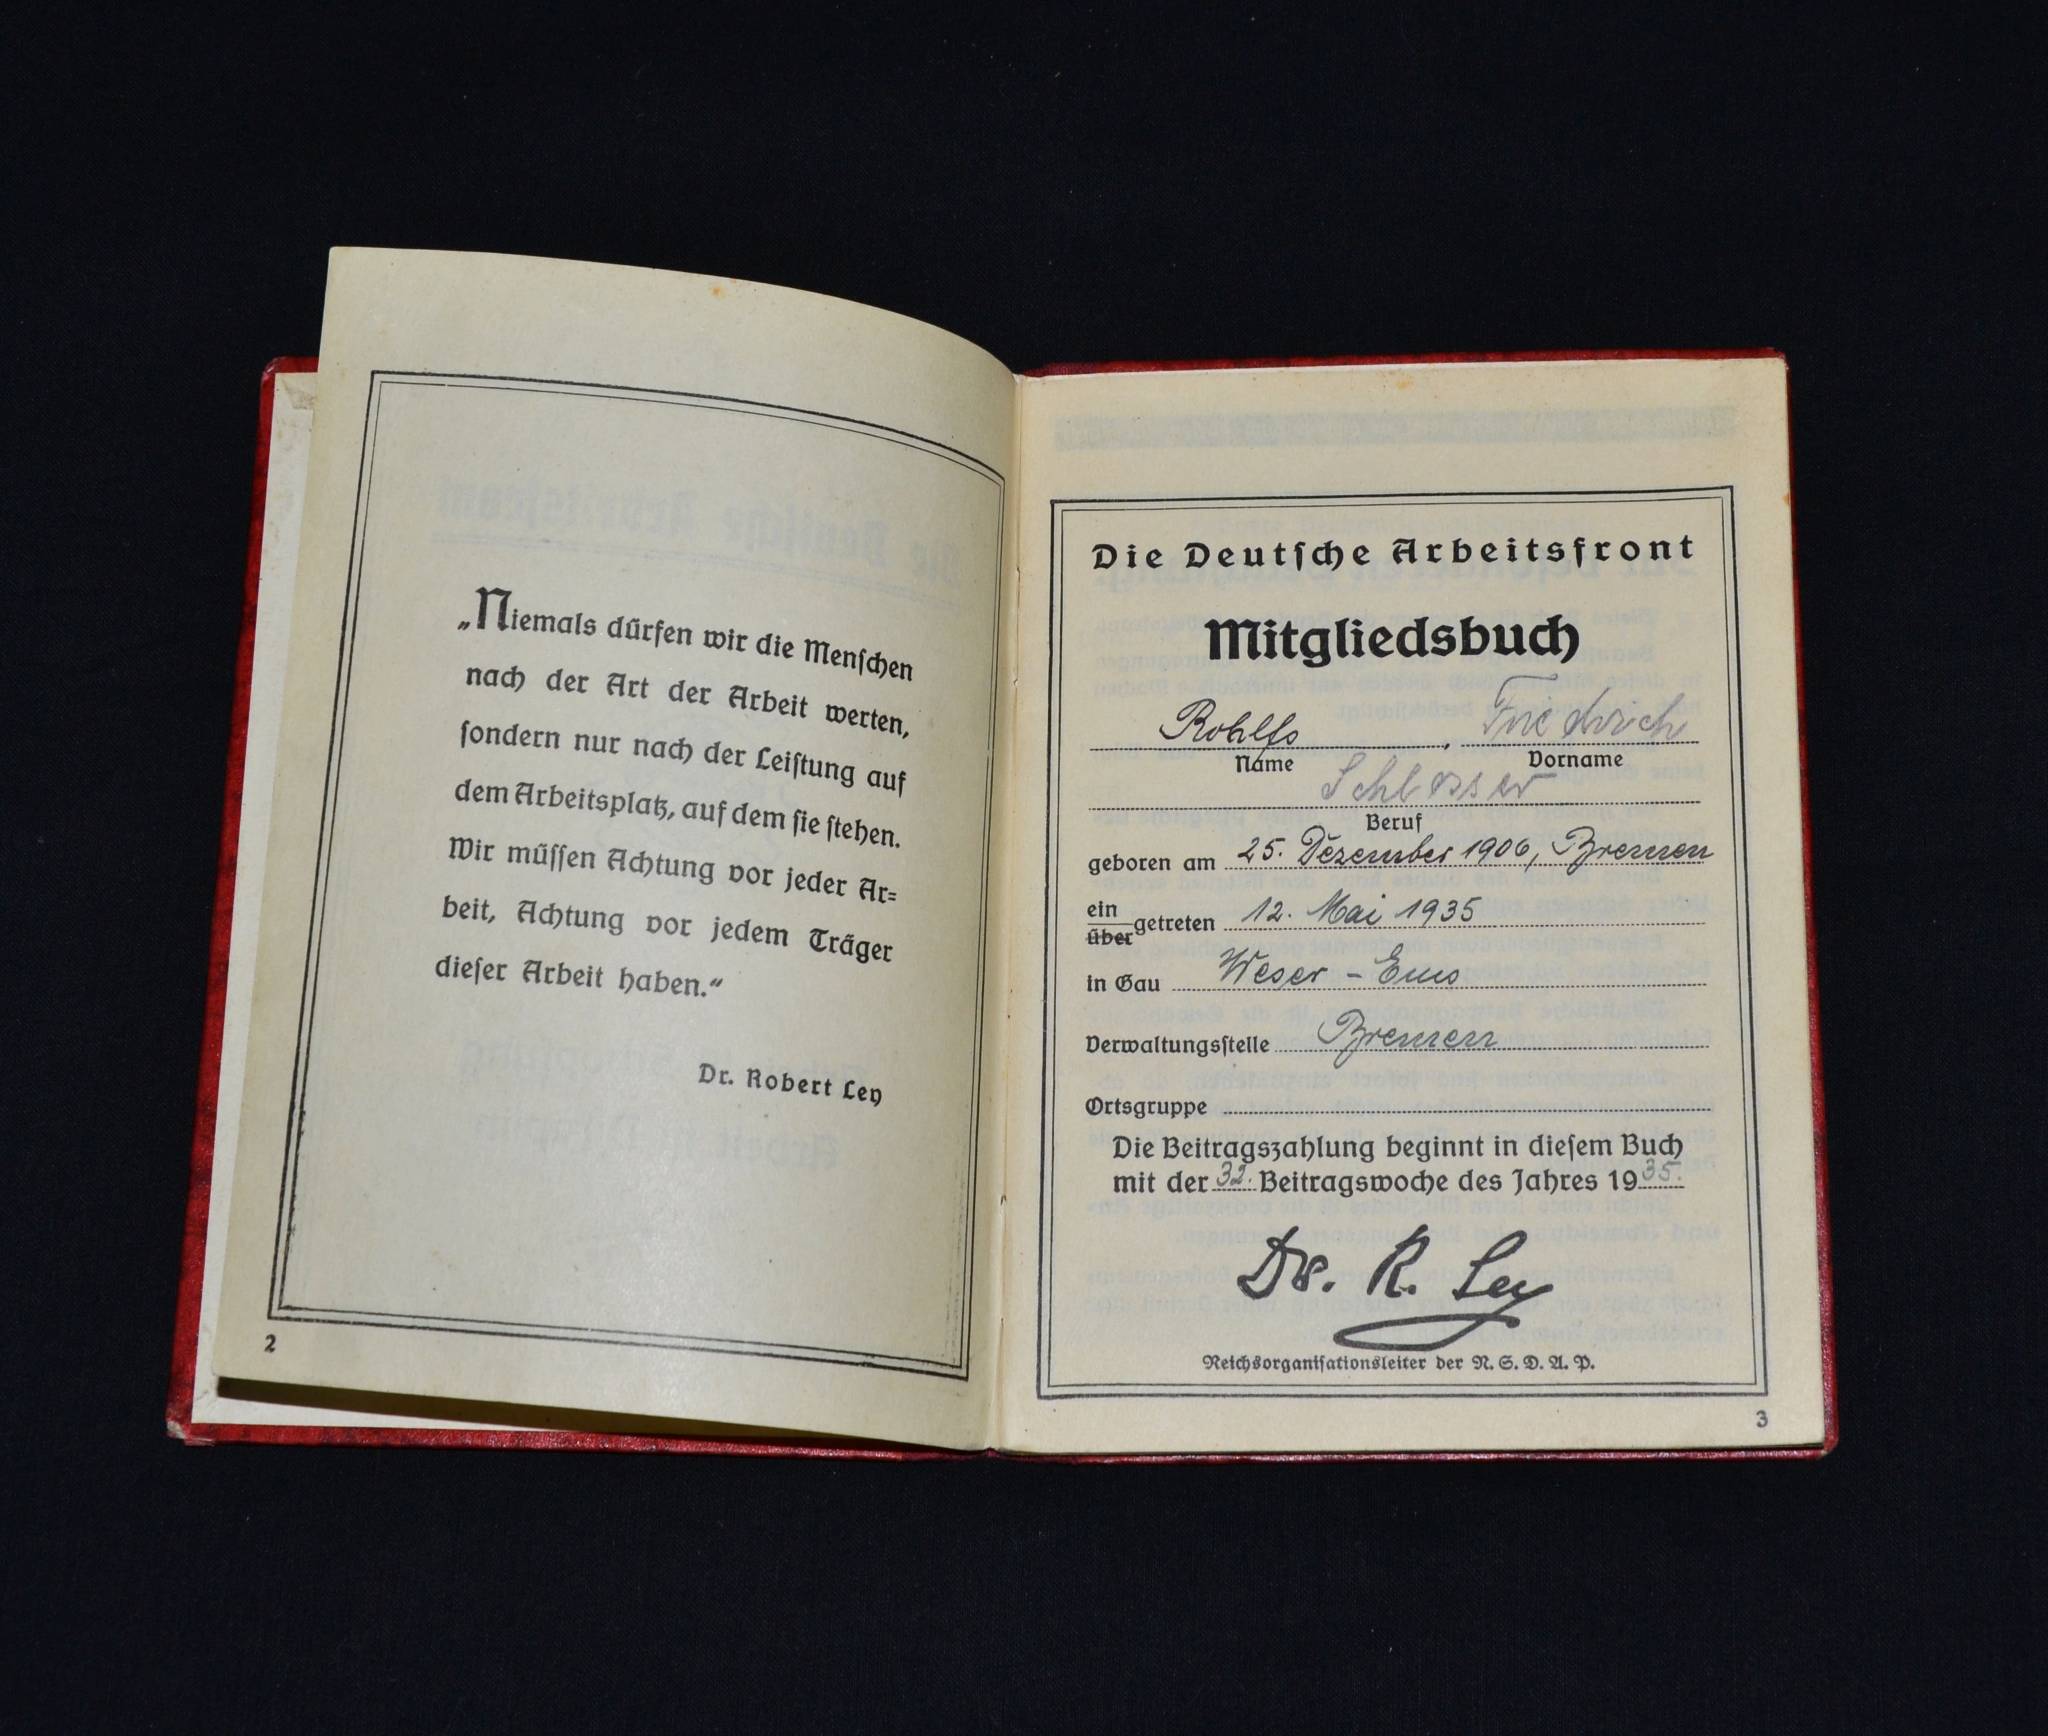 „Niemals dürfen wir die Menschen
nach der Art der Arbeit werten,
sondern nur nach der Leistung auf
dem Arbeitsplatz, auf dem sie stehen.
Wir müssen Achtung vor jeder Ar=
beit, Achtung vor jedem Träger
dieser Arbeit haben.“
Dr. Robert Ley
2
Die Deutsche Arbeitsfront
Mitgliedsbuch
Rohlfs, Friedrich
Name Vorname
Schlosser
Beruf
geboren am 25. Dezember 1906, Bremen
ein
über getreten 12. Mai 1935
in Gau Weser - Ems
Verwaltungsstelle Bremen
Ortsgruppe
Die Beitragszahlung beginnt in diesem Buch
mit der 32. Beitragswoche des Jahres 1935.
Dr. R. Ley
Reichsorganisationsleiter der N. S. D. A. P.
3